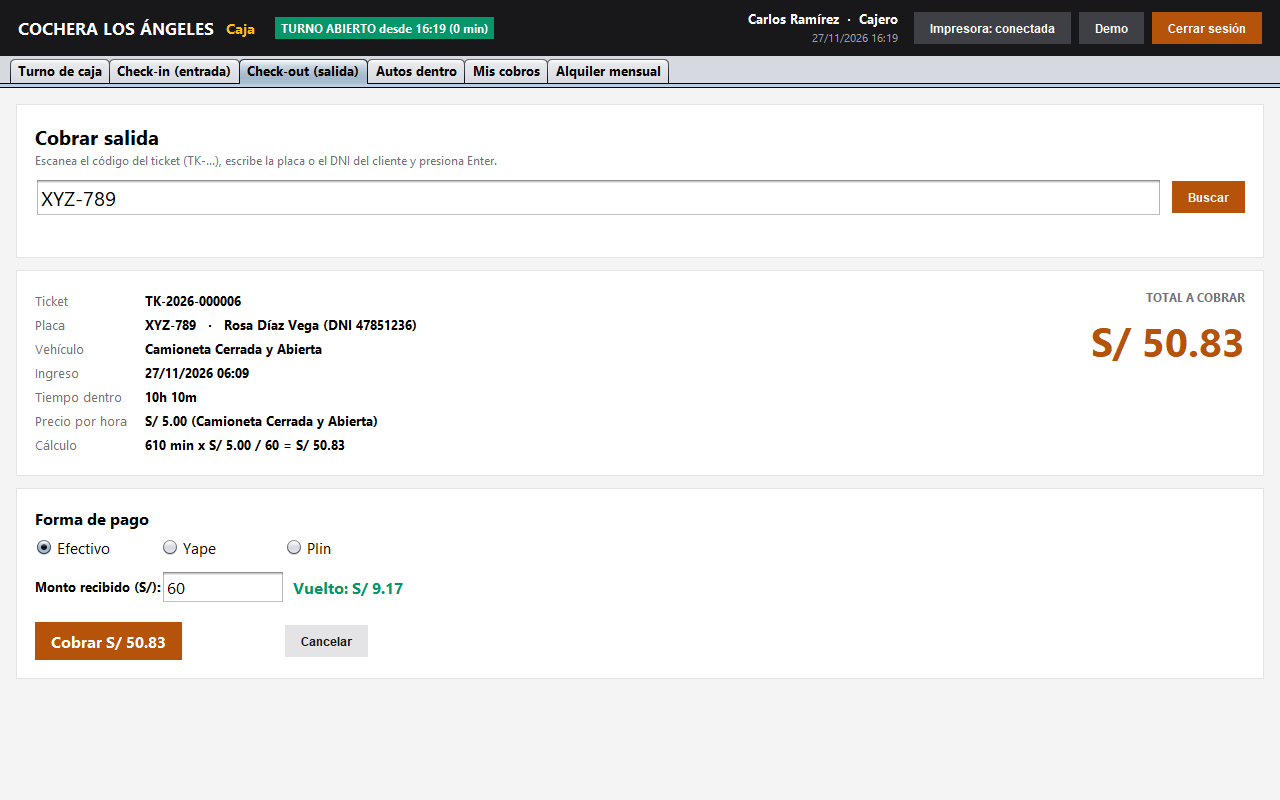 COCHERA LOS ÁNGELES Caja TURNO ABIERTO desde 16:19 (0 min) Carlos Ramírez · Cajero Impresora: conectada Demo Cerrar sesión
27/11/2026 16:19
Turno de caja Check-in (entrada) Check-out (salida) Autos dentro Mis cobros Alquiler mensual
Cobrar salida
Escanea el código del ticket (TK-...), escribe la placa o el DNI del cliente y presiona Enter.
XYZ-789 Buscar
Ticket TK-2026-000006
Placa XYZ-789 · Rosa Díaz Vega (DNI 47851236)
Vehículo Camioneta Cerrada y Abierta
Ingreso 27/11/2026 06:09
Tiempo dentro 10h 10m
Precio por hora S/ 5.00 (Camioneta Cerrada y Abierta)
Cálculo 610 min x S/ 5.00 / 60 = S/ 50.83
TOTAL A COBRAR
S/ 50.83
Forma de pago
Efectivo Yape Plin
Monto recibido (S/): 60 Vuelto: S/ 9.17
Cobrar S/ 50.83 Cancelar